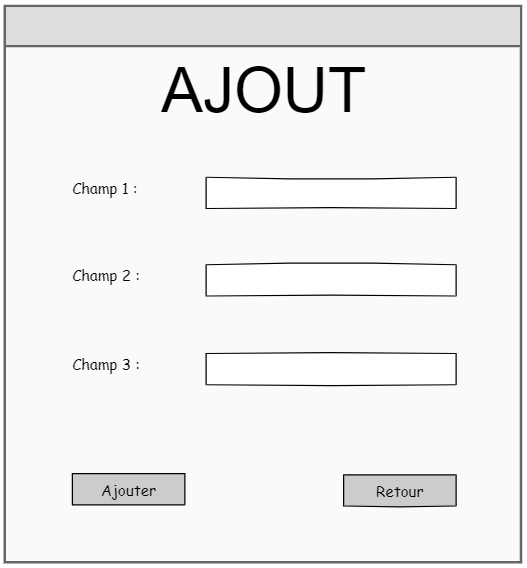 AJOUT
Champ 1 :
Champ 2 :
Champ 3 :
Ajouter
Retour